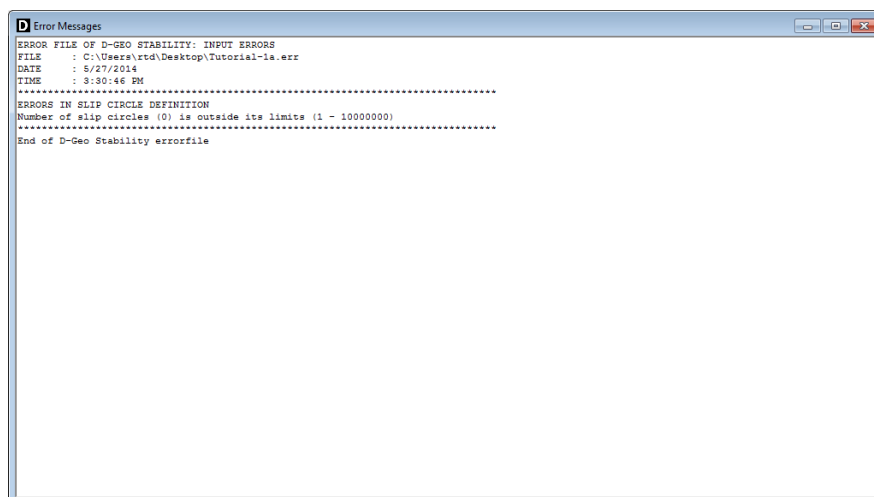 D Error Messages
ERROR FILE OF D-GEO STABILITY: INPUT ERRORS
FILE : C:\Users\rtd\Desktop\Tutorial-1a.err
DATE : 5/27/2014
TIME : 3:30:46 PM
********************************************************************************
ERRORS IN SLIP CIRCLE DEFINITION
Number of slip circles (0) is outside its limits (1 - 10000000)
********************************************************************************
End of D-Geo Stability errorfile